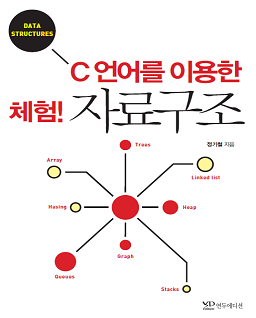 DATA
STRUCTURES
C 언어를 이용한
체험! 자료구조
정기철 지음
Trees
Array
Linked list
Hasing
Heap
Graph
Queues
Stacks
연두에디션